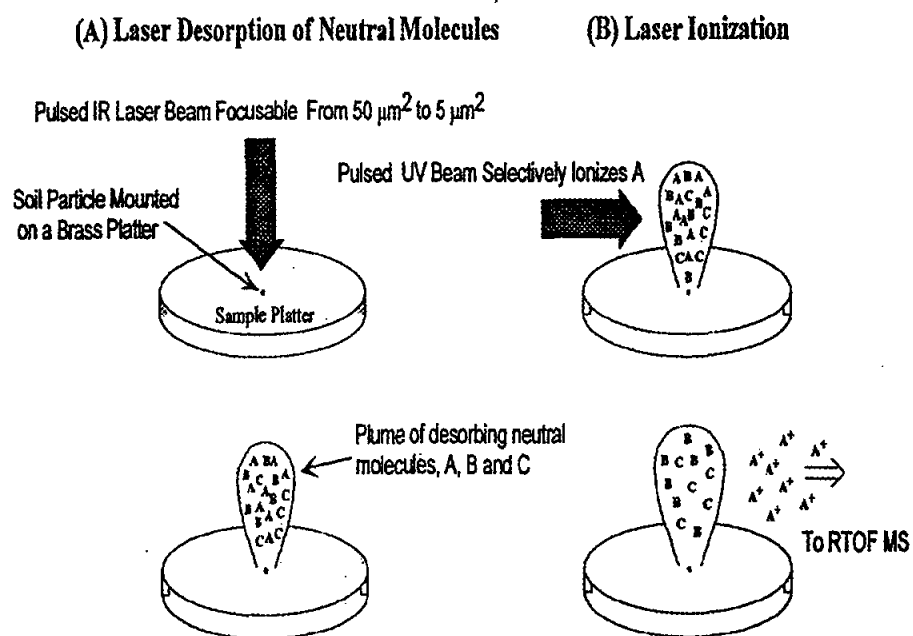 (A) Laser Desorption of Neutral Molecules
(B) Laser Ionization
Pulsed IR Laser Beam Focusable From 50 µm² to 5 µm²
Soil Particle Mounted
on a Brass Platter
Sample Platter
Pulsed UV Beam Selectively Ionizes A
A B A
B A C B A
A A B C
B B A C
C A C
B
Plume of desorbing neutral
molecules, A, B and C
A B A
B C B A
A A B C
B A A C
B
C A C
B
B C B B
B C C
B C
C B
A⁺ A⁺ A⁺
A⁺ A⁺
A⁺ A⁺ A⁺
A⁺
To RTOF MS